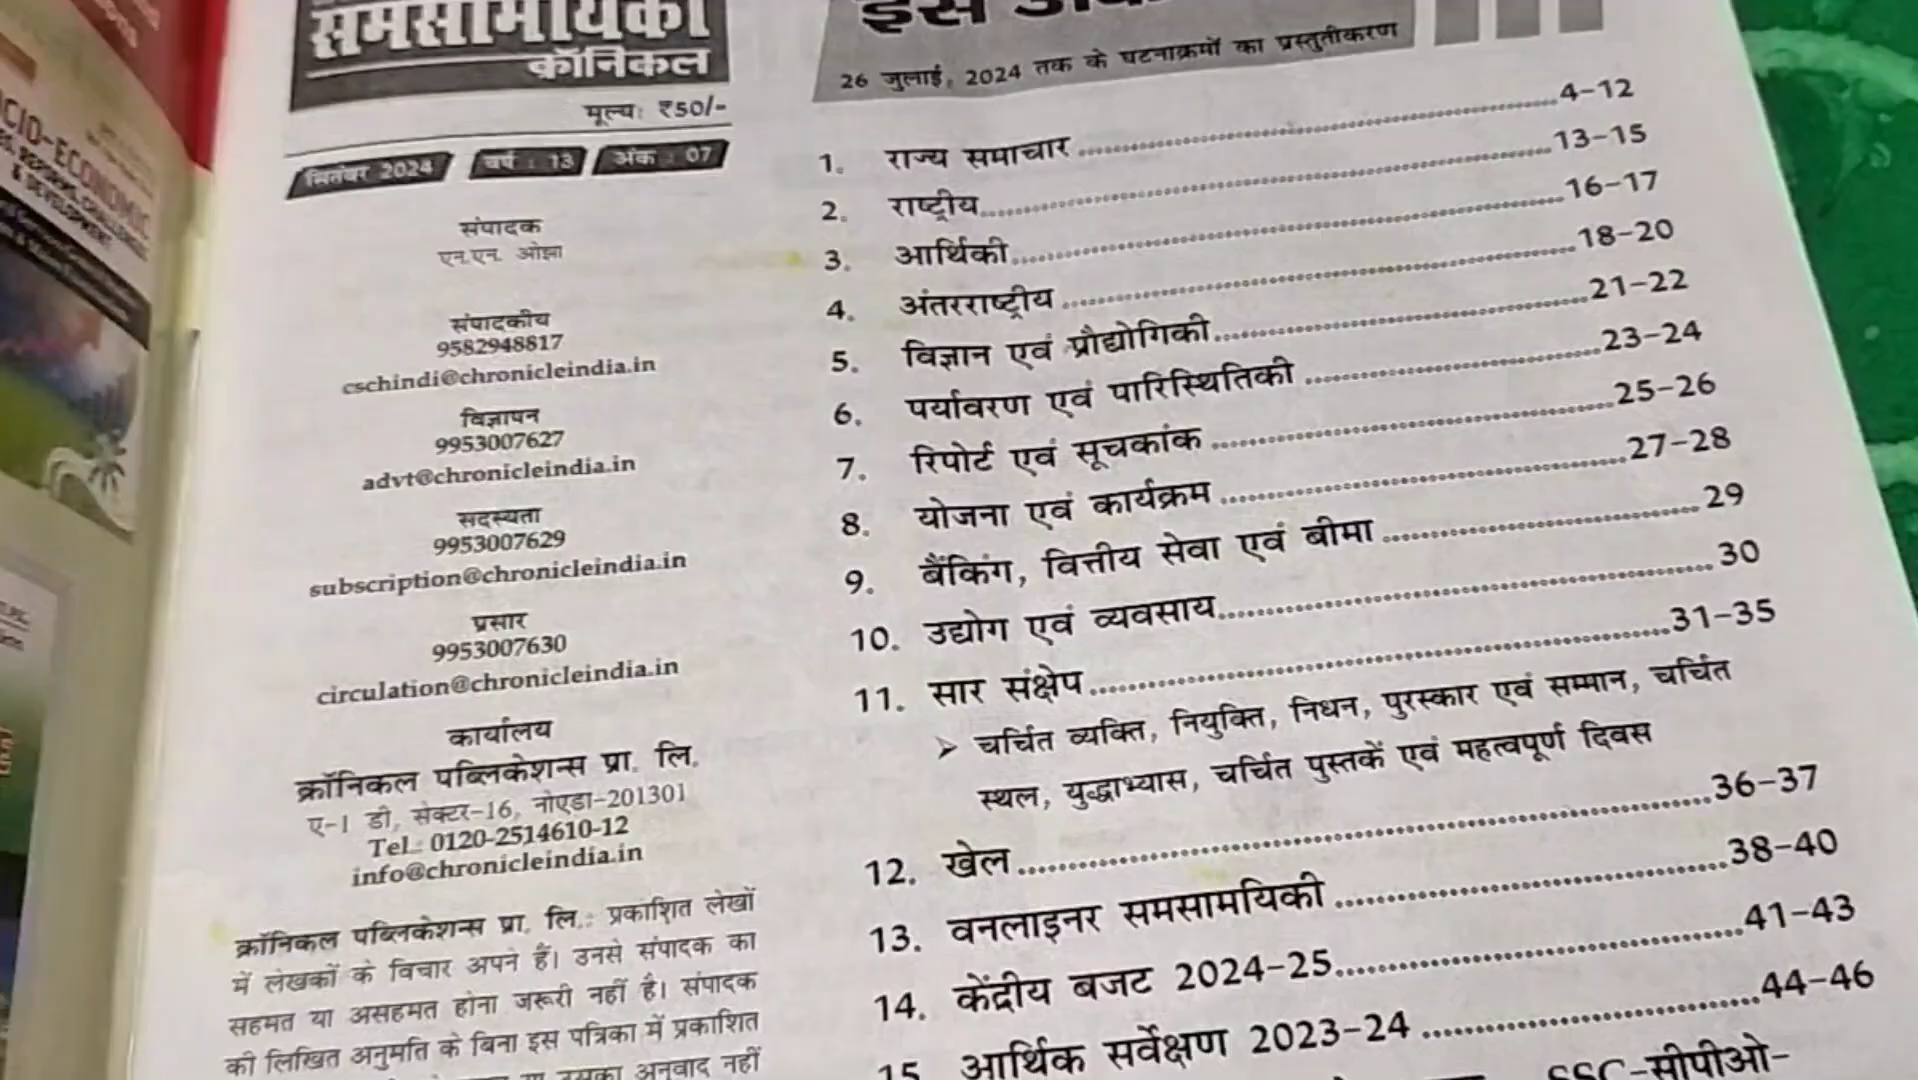 समसामयिकी
क्रॉनिकल
मूल्य: ₹50/-
सितंबर 2024 वर्ष : 13 अंक : 07
संपादक
एन.एन. ओझा
संपादकीय
9582948817
cschindi@chronicleindia.in
विज्ञापन
9953007627
advt@chronicleindia.in
सदस्यता
9953007629
subscription@chronicleindia.in
प्रसार
9953007630
circulation@chronicleindia.in
कार्यालय
क्रॉनिकल पब्लिकेशन्स प्रा. लि.
ए-1 डी, सेक्टर-16, नोएडा-201301
Tel.: 0120-2514610-12
info@chronicleindia.in
क्रॉनिकल पब्लिकेशन्स प्रा. लि.: प्रकाशित लेखों
में लेखकों के विचार अपने हैं। उनसे संपादक का
सहमत या असहमत होना जरूरी नहीं है। संपादक
की लिखित अनुमति के बिना इस पत्रिका में प्रकाशित
या उसका अनुवाद नहीं
इस
26 जुलाई, 2024 तक के घटनाक्रमों का प्रस्तुतीकरण
1. राज्य समाचार 4-12
2. राष्ट्रीय 13-15
3. आर्थिकी 16-17
4. अंतरराष्ट्रीय 18-20
5. विज्ञान एवं प्रौद्योगिकी 21-22
6. पर्यावरण एवं पारिस्थितिकी 23-24
7. रिपोर्ट एवं सूचकांक 25-26
8. योजना एवं कार्यक्रम 27-28
9. बैंकिंग, वित्तीय सेवा एवं बीमा 29
10. उद्योग एवं व्यवसाय 30
11. सार संक्षेप 31-35
➢ चर्चित व्यक्ति, नियुक्ति, निधन, पुरस्कार एवं सम्मान, चर्चित
स्थल, युद्धाभ्यास, चर्चित पुस्तकें एवं महत्वपूर्ण दिवस
12. खेल 36-37
13. वनलाइनर समसामयिकी 38-40
14. केंद्रीय बजट 2024-25 41-43
15 आर्थिक सर्वेक्षण 2023-24 44-46
SSC-सीपीओ-
CIO-ECONOMIC
& DEVELOPMENT